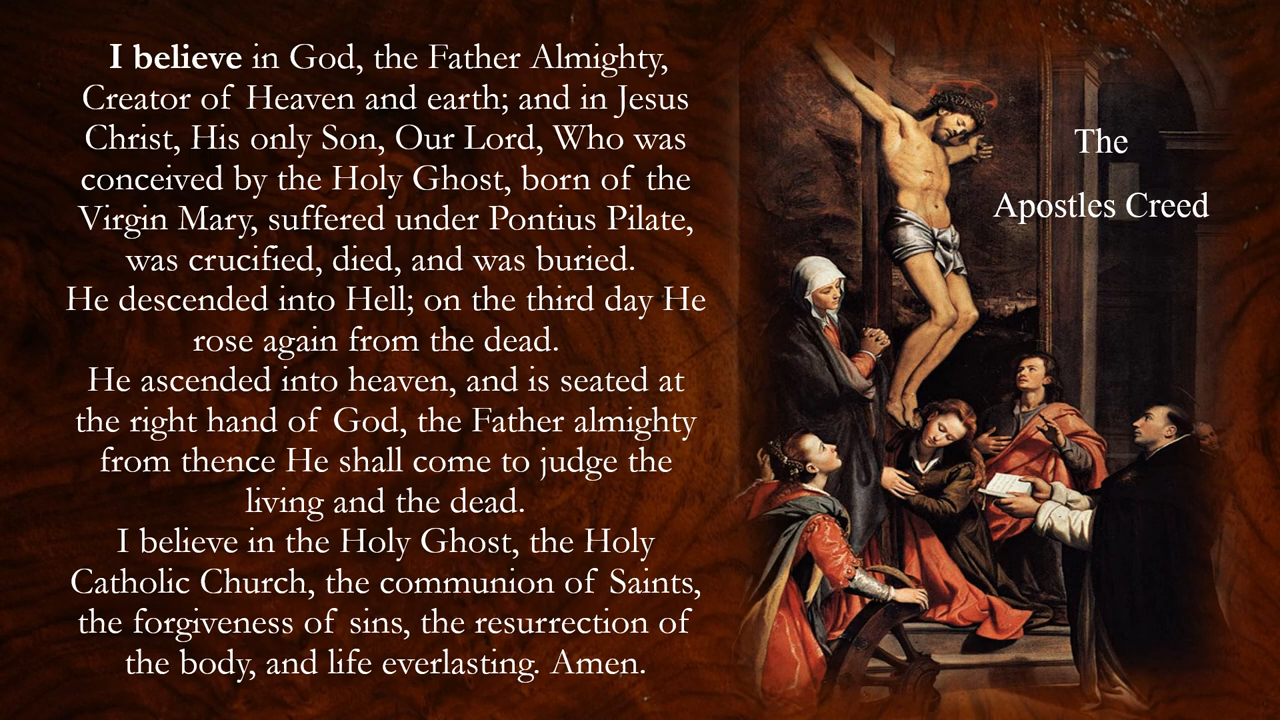 I believe in God, the Father Almighty,
Creator of Heaven and earth; and in Jesus
Christ, His only Son, Our Lord, Who was
conceived by the Holy Ghost, born of the
Virgin Mary, suffered under Pontius Pilate,
was crucified, died, and was buried.
He descended into Hell; on the third day He
rose again from the dead.
He ascended into heaven, and is seated at
the right hand of God, the Father almighty
from thence He shall come to judge the
living and the dead.
I believe in the Holy Ghost, the Holy
Catholic Church, the communion of Saints,
the forgiveness of sins, the resurrection of
the body, and life everlasting. Amen.
The
Apostles Creed